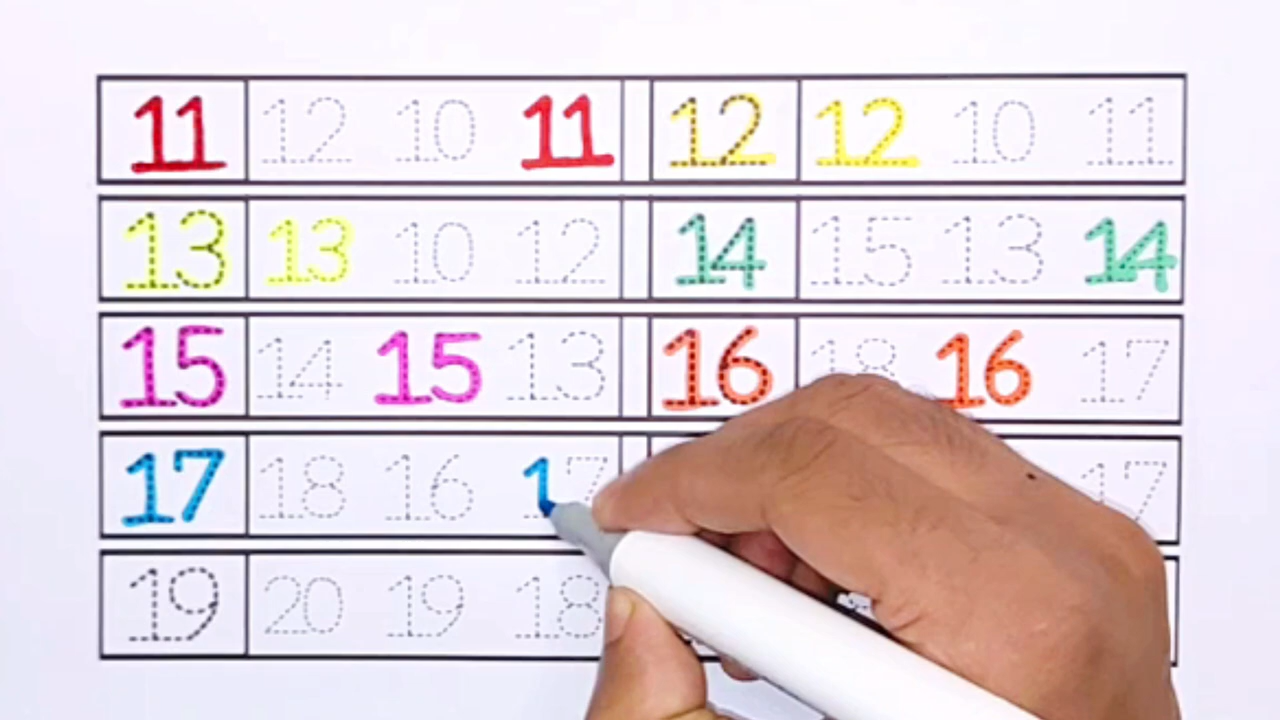 11 12 10 11 12 12 10 11
13 13 10 12 14 15 13 14
15 14 15 13 16 18 16 17
17 18 16 17 17
19 20 19 18